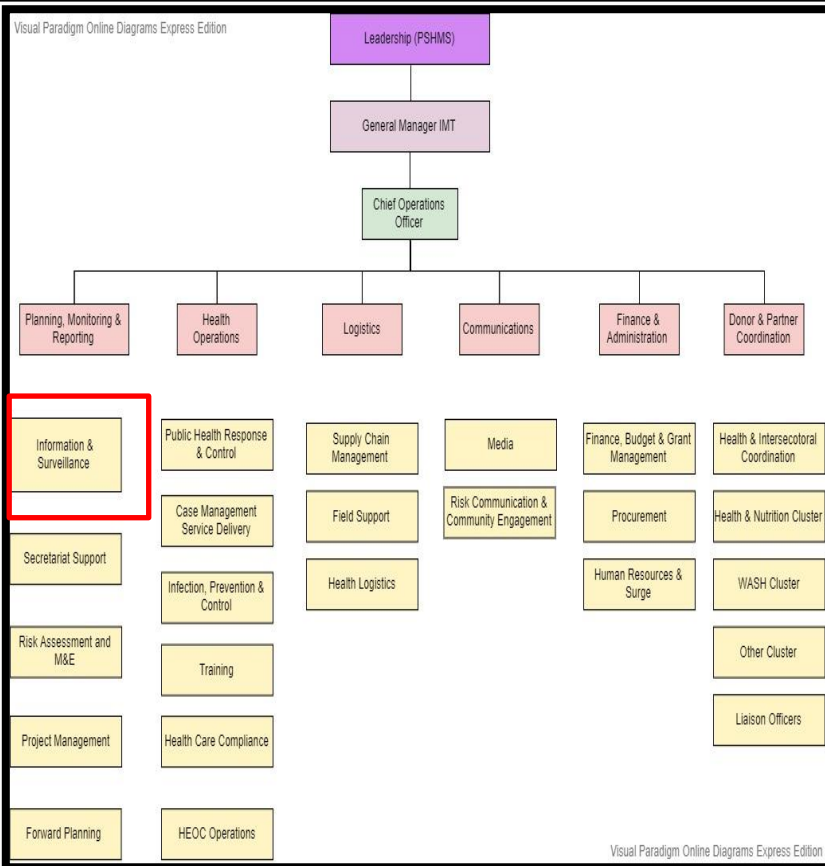 Visual Paradigm Online Diagrams Express Edition
Leadership (PSHMS)
General Manager IMT
Chief Operations
Officer
Planning, Monitoring &
Reporting
Health
Operations
Logistics
Communications
Finance &
Administration
Donor & Partner
Coordination
Information &
Surveillance
Secretariat Support
Risk Assessment and
M&E
Project Management
Forward Planning
Public Health Response
& Control
Case Management
Service Delivery
Infection, Prevention &
Control
Training
Health Care Compliance
HEOC Operations
Supply Chain
Management
Field Support
Health Logistics
Media
Risk Communication &
Community Engagement
Finance, Budget & Grant
Management
Procurement
Human Resources &
Surge
Health & Intersecotoral
Coordination
Health & Nutrition Cluster
WASH Cluster
Other Cluster
Liaison Officers
Visual Paradigm Online Diagrams Express Edition